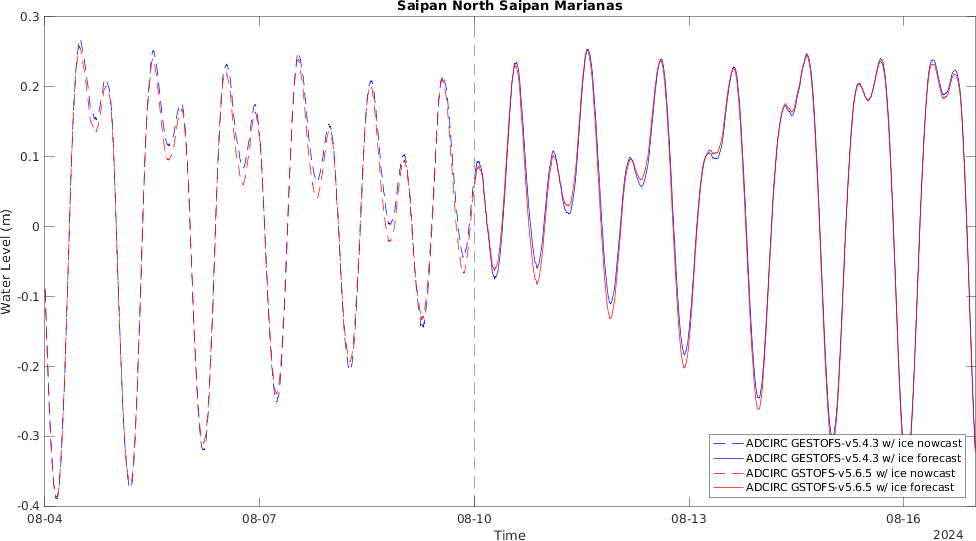 Saipan North Saipan Marianas
0.3
0.2
0.1
0
-0.1
-0.2
-0.3
-0.4
Water Level (m)
ADCIRC GESTOFS-v5.4.3 w/ ice nowcast
ADCIRC GESTOFS-v5.4.3 w/ ice forecast
ADCIRC GSTOFS-v5.6.5 w/ ice nowcast
ADCIRC GSTOFS-v5.6.5 w/ ice forecast
08-04 08-07 08-10 08-13 08-16
Time
2024